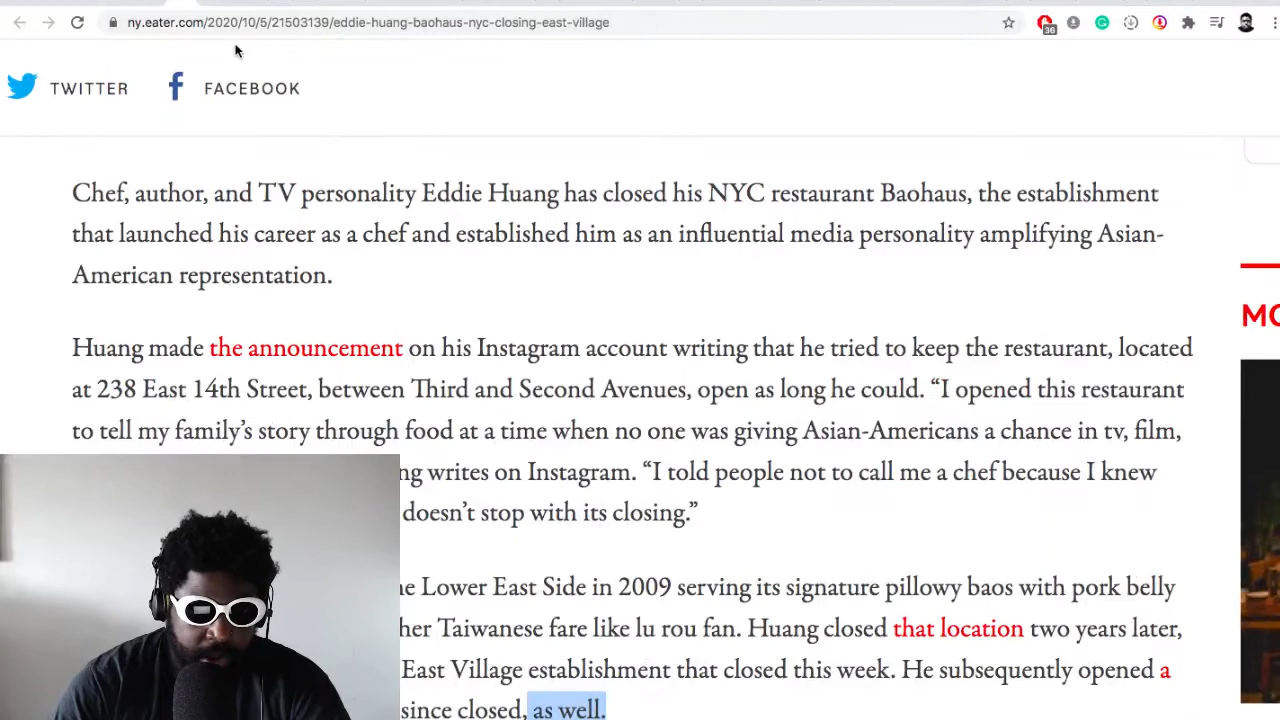 ny.eater.com/2020/10/5/21503139/eddie-huang-baohaus-nyc-closing-east-village
36
TWITTER FACEBOOK
Chef, author, and TV personality Eddie Huang has closed his NYC restaurant Baohaus, the establishment
that launched his career as a chef and established him as an influential media personality amplifying Asian-
American representation.
MO
Huang made the announcement on his Instagram account writing that he tried to keep the restaurant, located
at 238 East 14th Street, between Third and Second Avenues, open as long he could. “I opened this restaurant
to tell my family’s story through food at a time when no one was giving Asian-Americans a chance in tv, film,
ng writes on Instagram. “I told people not to call me a chef because I knew
doesn’t stop with its closing.”
he Lower East Side in 2009 serving its signature pillowy baos with pork belly
her Taiwanese fare like lu rou fan. Huang closed that location two years later,
East Village establishment that closed this week. He subsequently opened a
since closed, as well.